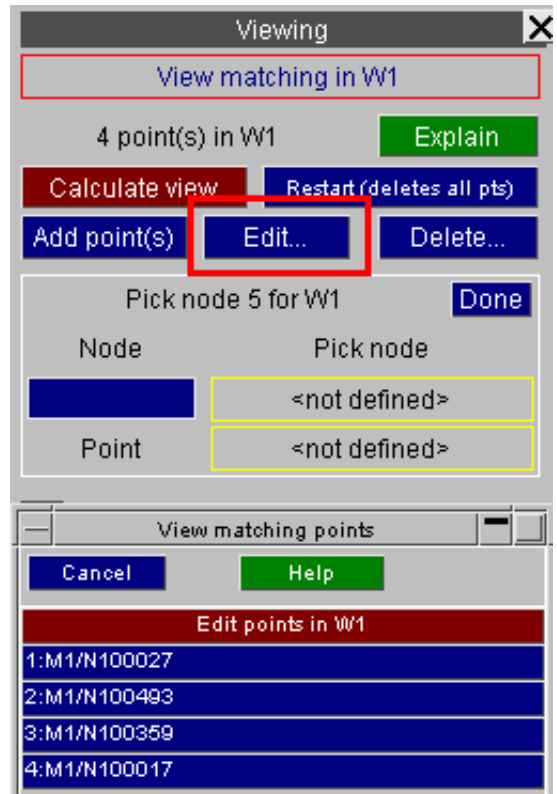 Viewing
View matching in W1
4 point(s) in W1 Explain
Calculate view Restart (deletes all pts)
Add point(s) Edit... Delete...
Pick node 5 for W1 Done
Node Pick node
<not defined>
Point <not defined>
View matching points
Cancel Help
Edit points in W1
1:M1/N100027
2:M1/N100493
3:M1/N100359
4:M1/N100017